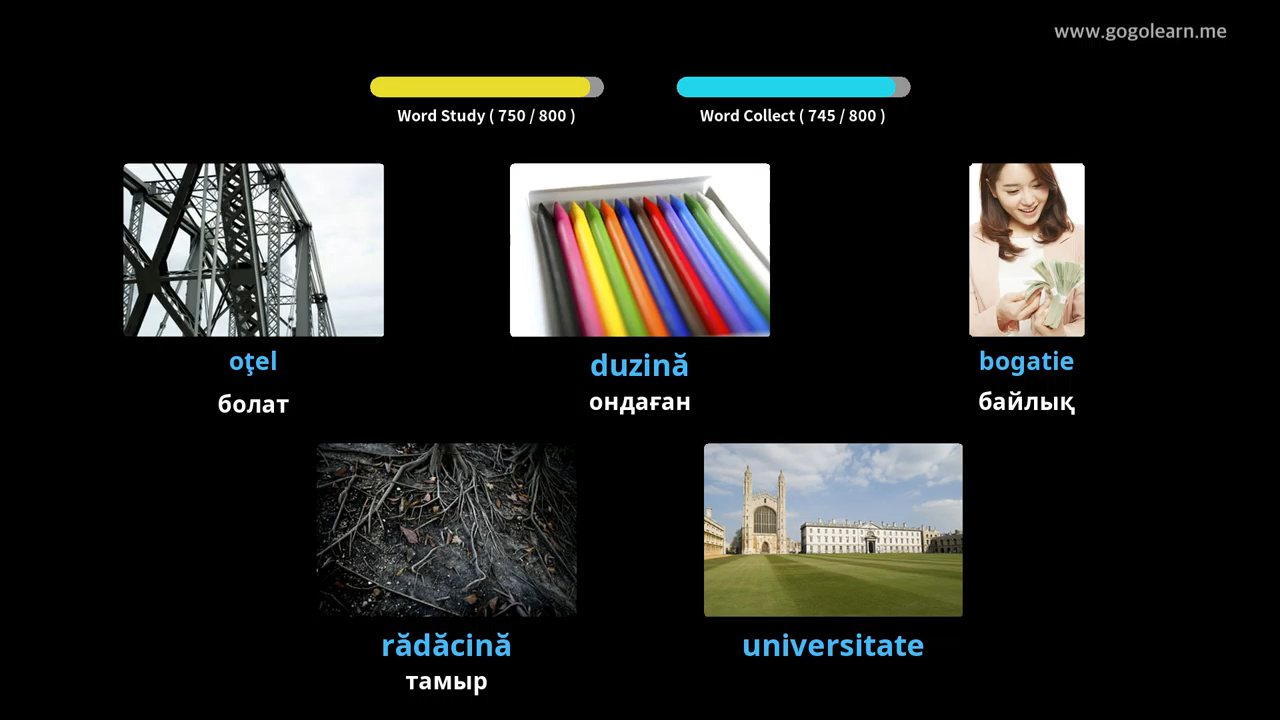 www.gogolearn.me
Word Study ( 750 / 800 )
Word Collect ( 745 / 800 )
oţel
duzină
bogatie
болат
ондаған
байлық
rădăcină
universitate
тамыр